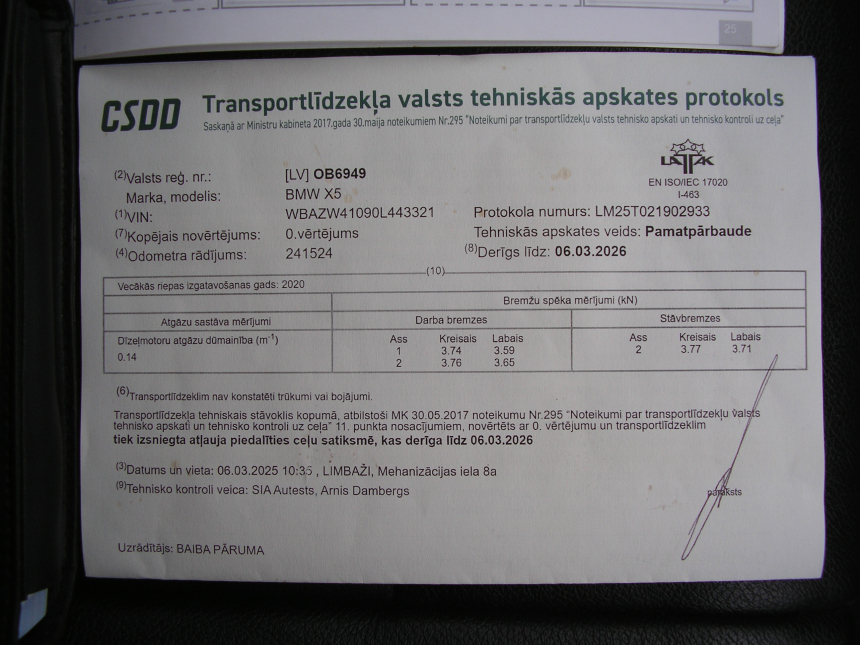 25
CSDD Transportlīdzekļa valsts tehniskās apskates protokols
Saskaņā ar Ministru kabineta 2017.gada 30.maija noteikumiem Nr.295 "Noteikumi par transportlīdzekļu valsts tehnisko apskati un tehnisko kontroli uz ceļa"
LATAK
EN ISO/IEC 17020
I-463
(2)Valsts reģ. nr.: [LV] OB6949
Marka, modelis: BMW X5
(1)VIN: WBAZW41090L443321 Protokola numurs: LM25T021902933
(7)Kopējais novērtējums: 0.vērtējums Tehniskās apskates veids: Pamatpārbaude
(4)Odometra rādījums: 241524 (8)Derīgs līdz: 06.03.2026
(10)
Vecākās riepas izgatavošanas gads: 2020
Bremžu spēka mērījumi (kN)
Atgāzu sastāva mērījumi Darba bremzes Stāvbremzes
Dīzeļmotoru atgāzu dūmainība (m-1) Ass Kreisais Labais Ass Kreisais Labais
0.14 1 3.74 3.59 2 3.77 3.71
2 3.76 3.65
(6)Transportlīdzeklim nav konstatēti trūkumi vai bojājumi.
Transportlīdzekļa tehniskais stāvoklis kopumā, atbilstoši MK 30.05.2017 noteikumu Nr.295 "Noteikumi par transportlīdzekļu valsts
tehnisko apskati un tehnisko kontroli uz ceļa" 11. punkta nosacījumiem, novērtēts ar 0. vērtējumu un transportlīdzeklim
tiek izsniegta atļauja piedalīties ceļu satiksmē, kas derīga līdz 06.03.2026
(3)Datums un vieta: 06.03.2025 10:35 , LIMBAŽI, Mehanizācijas iela 8a
(9)Tehnisko kontroli veica: SIA Autests, Arnis Dambergs
paraksts
Uzrādītājs: BAIBA PĀRUMA